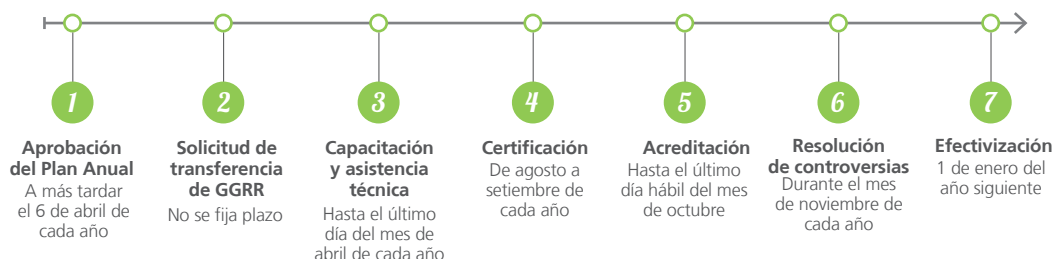 1
Aprobación
del Plan Anual
A más tardar
el 6 de abril de
cada año
2
Solicitud de
transferencia
de GGRR
No se fija plazo
3
Capacitación
y asistencia
técnica
Hasta el último
día del mes de
abril de cada año
4
Certificación
De agosto a
setiembre de
cada año
5
Acreditación
Hasta el último
día hábil del mes
de octubre
6
Resolución
de controversias
Durante el mes
de noviembre de
cada año
7
Efectivización
1 de enero del
año siguiente